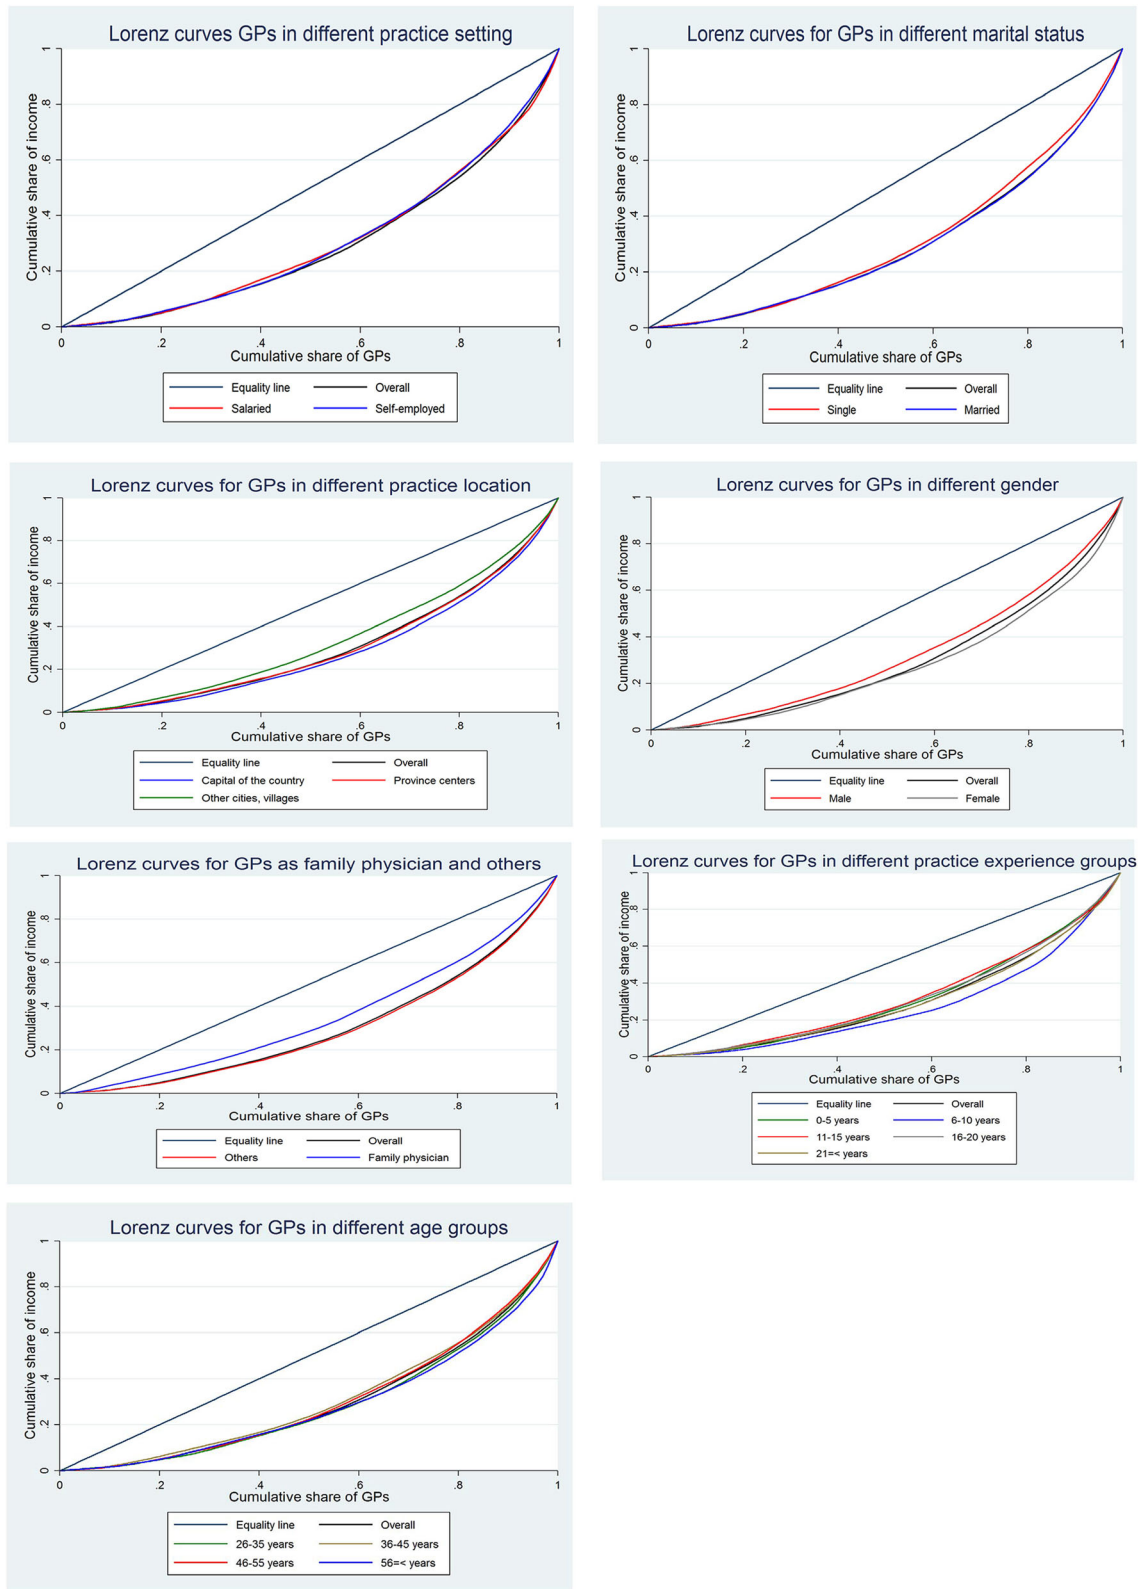 Lorenz curves GPs in different practice setting
Cumulative share of income
1
.8
.6
.4
.2
0
0 .2 .4 .6 .8 1
Cumulative share of GPs
Equality line Overall
Salaried Self-employed
Lorenz curves for GPs in different marital status
Cumulative share of income
1
.8
.6
.4
.2
0
0 .2 .4 .6 .8 1
Cumulative share of GPs
Equality line Overall
Single Married
Lorenz curves for GPs in different practice location
Cumulative share of income
1
.8
.6
.4
.2
0
0 .2 .4 .6 .8 1
Cumulative share of GPs
Equality line Overall
Capital of the country Province centers
Other cities, villages
Lorenz curves for GPs in different gender
Cumulative share of income
1
.8
.6
.4
.2
0
0 .2 .4 .6 .8 1
Cumulative share of GPs
Equality line Overall
Male Female
Lorenz curves for GPs as family physician and others
Cumulative share of income
1
.8
.6
.4
.2
0
0 .2 .4 .6 .8 1
Cumulative share of GPs
Equality line Overall
Others Family physician
Lorenz curves for GPs in different practice experience groups
Cumulative share of income
1
.8
.6
.4
.2
0
0 .2 .4 .6 .8 1
Cumulative share of GPs
Equality line Overall
0-5 years 6-10 years
11-15 years 16-20 years
21=< years
Lorenz curves for GPs in different age groups
Cumulative share of income
1
.8
.6
.4
.2
0
0 .2 .4 .6 .8 1
Cumulative share of GPs
Equality line Overall
26-35 years 36-45 years
46-55 years 56=< years